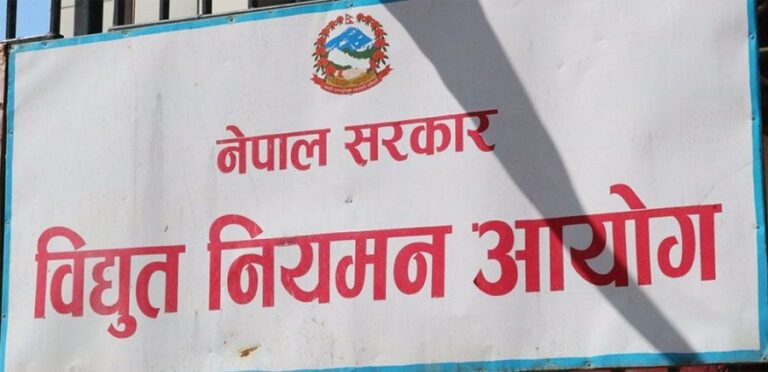 नेपाल सरकार
विद्युत नियमन आयोग